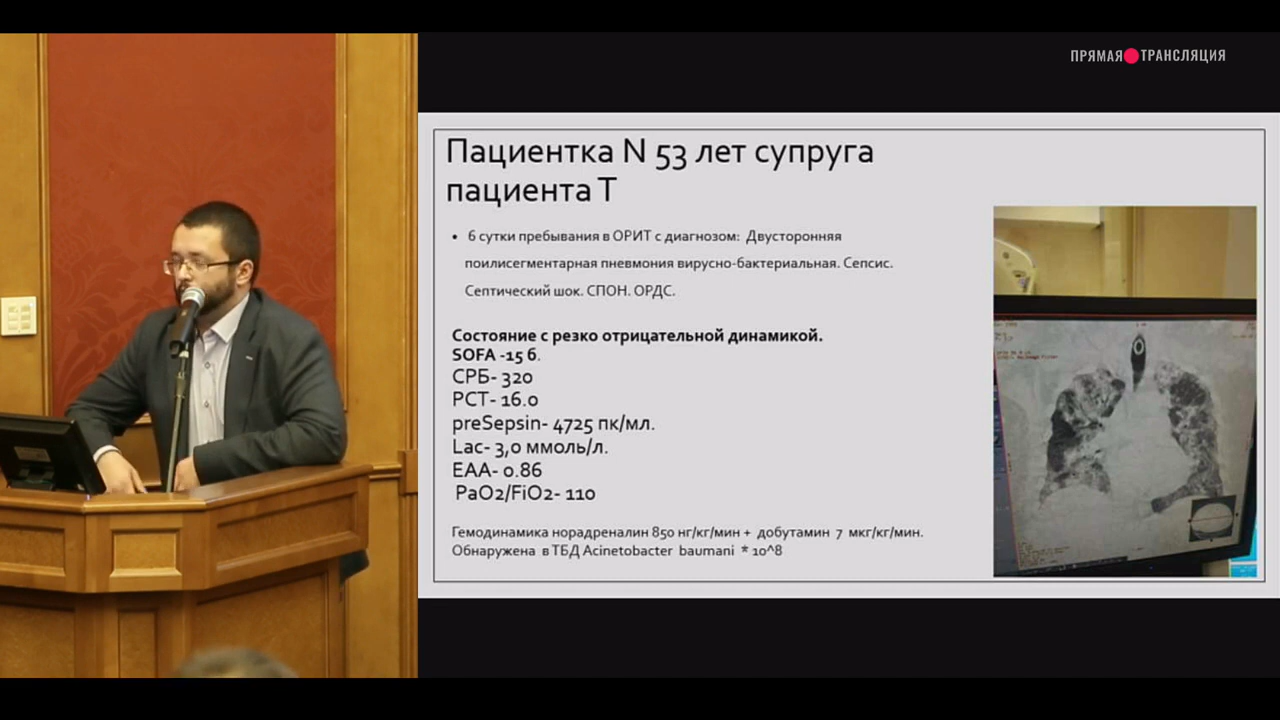 ПРЯМАЯ ТРАНСЛЯЦИЯ
Пациентка N 53 лет супруга
пациента Т
• 6 сутки пребывания в ОРИТ с диагнозом: Двусторонняя
поилисегментарная пневмония вирусно-бактериальная. Сепсис.
Септический шок. СПОН. ОРДС.
Состояние с резко отрицательной динамикой.
SOFA -15 б.
СРБ- 320
PCT- 16.0
preSepsin- 4725 пк/мл.
Lac- 3,0 ммоль/л.
EAA- 0.86
PaO2/FiO2- 110
Гемодинамика норадреналин 850 нг/кг/мин + добутамин 7 мкг/кг/мин.
Обнаружена в ТБД Acinetobacter baumani * 10^8